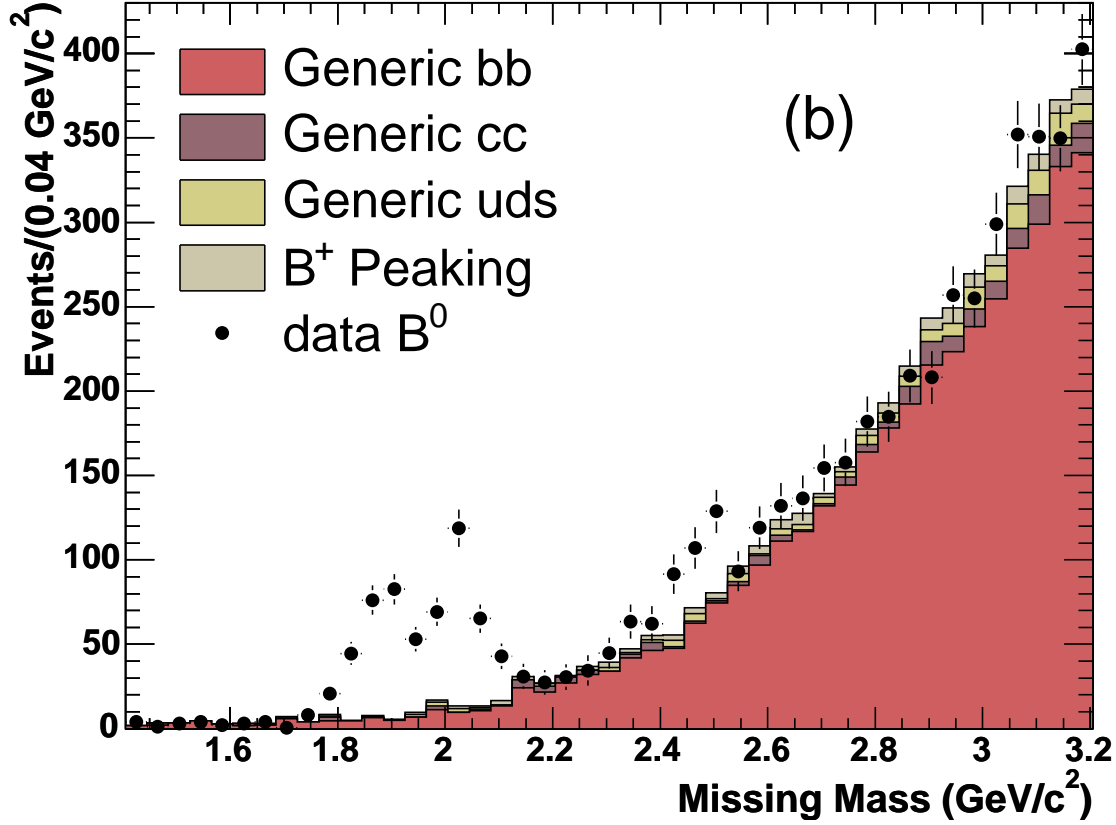 Events/(0.04 GeV/c²)
400
350
300
250
200
150
100
50
0
Generic bb
Generic cc
Generic uds
B⁺ Peaking
data B⁰
(b)
1.6 1.8 2 2.2 2.4 2.6 2.8 3 3.2
Missing Mass (GeV/c²)